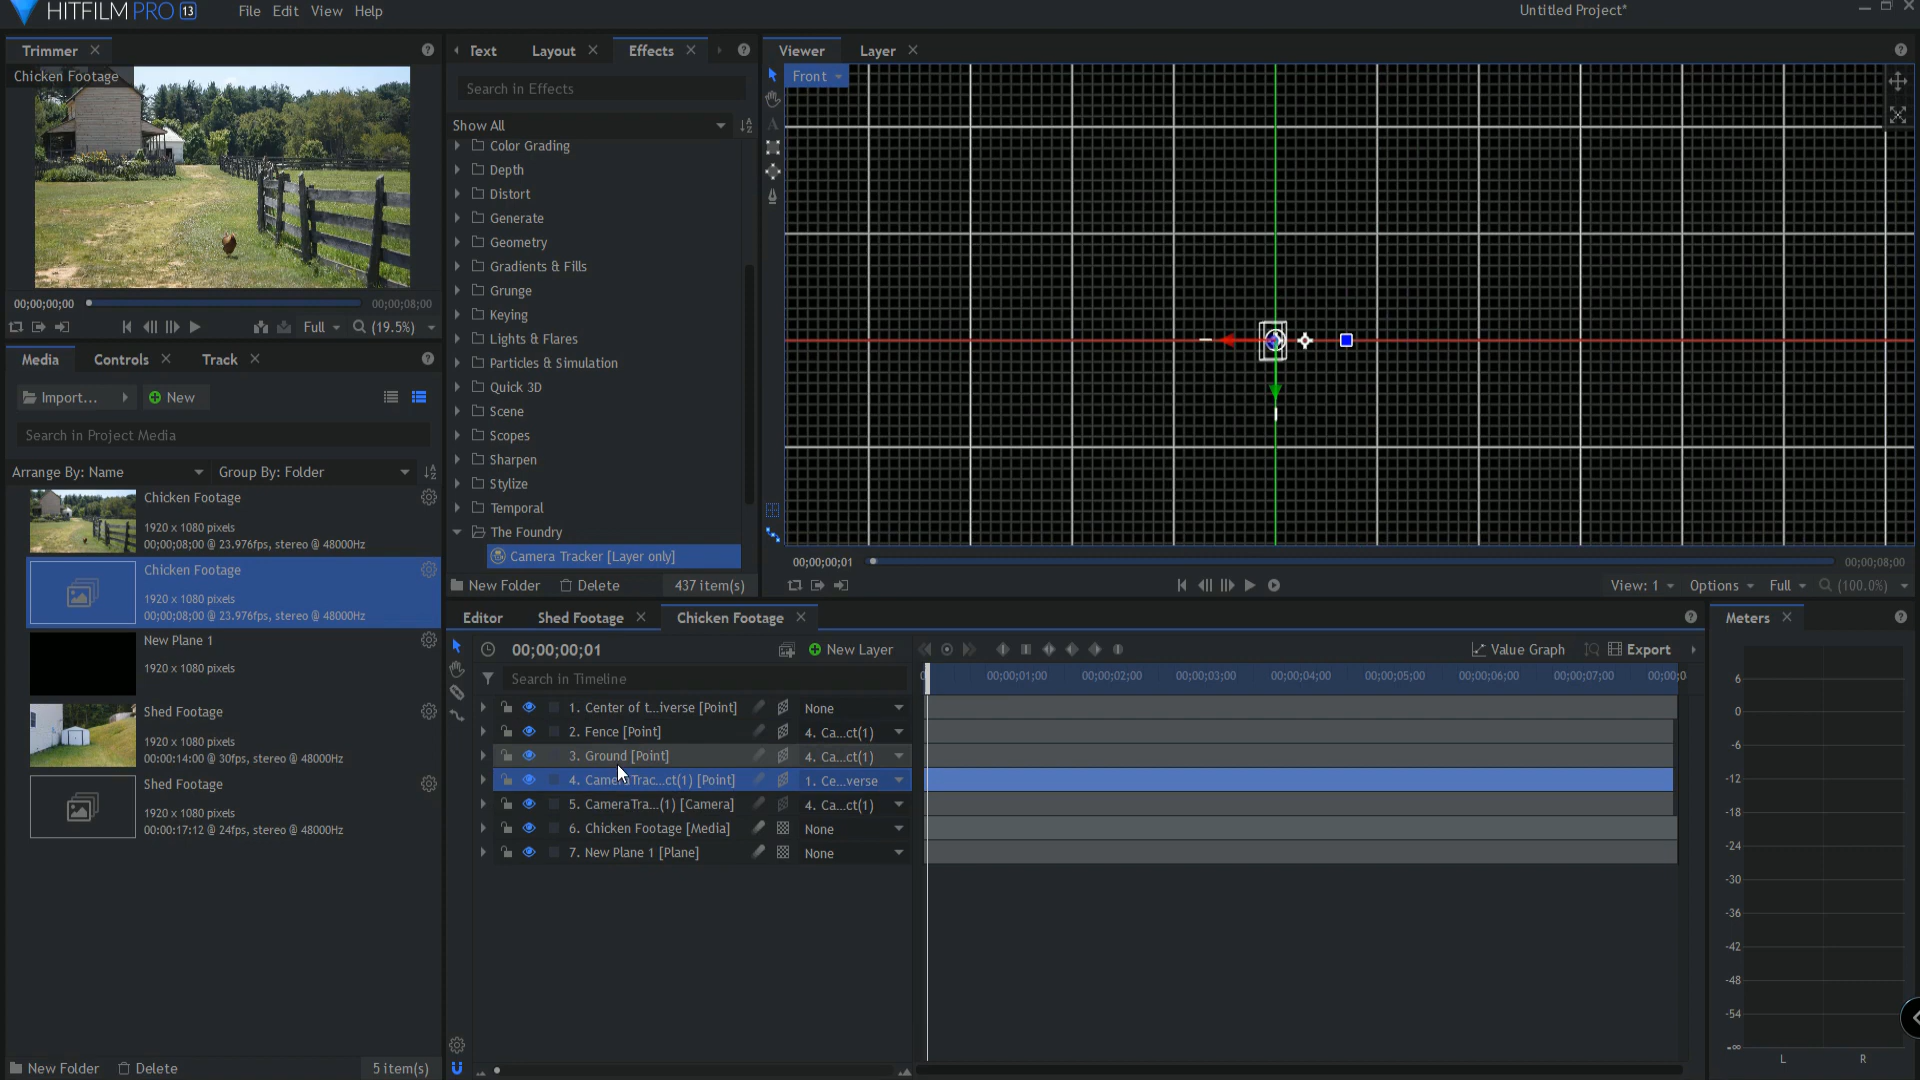 HITFILM PRO 13
File Edit View Help
Untitled Project*
Trimmer
Chicken Footage
00;00;00;00
00;00;08;00
Full
(19.5%)
Media Controls Track
Import...
New
Search in Project Media
Arrange By: Name
Group By: Folder
Chicken Footage
1920 x 1080 pixels
00;00;08;00 @ 23.976fps, stereo @ 48000Hz
Chicken Footage
1920 x 1080 pixels
00;00;08;00 @ 23.976fps, stereo @ 48000Hz
New Plane 1
1920 x 1080 pixels
Shed Footage
1920 x 1080 pixels
00:00:14:00 @ 30fps, stereo @ 48000Hz
Shed Footage
1920 x 1080 pixels
00:00:17:12 @ 24fps, stereo @ 48000Hz
New Folder
Delete
5 item(s)
Text Layout Effects
Search in Effects
Show All
Color Grading
Depth
Distort
Generate
Geometry
Gradients & Fills
Grunge
Keying
Lights & Flares
Particles & Simulation
Quick 3D
Scene
Scopes
Sharpen
Stylize
Temporal
The Foundry
Camera Tracker [Layer only]
New Folder
Delete
437 item(s)
Viewer Layer
Front
00;00;00;01
00;00;08;00
View: 1
Options
Full
(100.0%)
Editor Shed Footage Chicken Footage
00;00;00;01
New Layer
Value Graph
Export
Search in Timeline
0 00;00;01;00 00;00;02;00 00;00;03;00 00;00;04;00 00;00;05;00 00;00;06;00 00;00;07;00 00;00;0
1. Center of t...iverse [Point] None
2. Fence [Point] 4. Ca...ct(1)
3. Ground [Point] 4. Ca...ct(1)
4. CameraTrac...ct(1) [Point] 1. Ce...verse
5. CameraTra...(1) [Camera] 4. Ca...ct(1)
6. Chicken Footage [Media] None
7. New Plane 1 [Plane] None
Meters
6
0
-6
-12
-18
-24
-30
-36
-42
-48
-54
-∞
L R